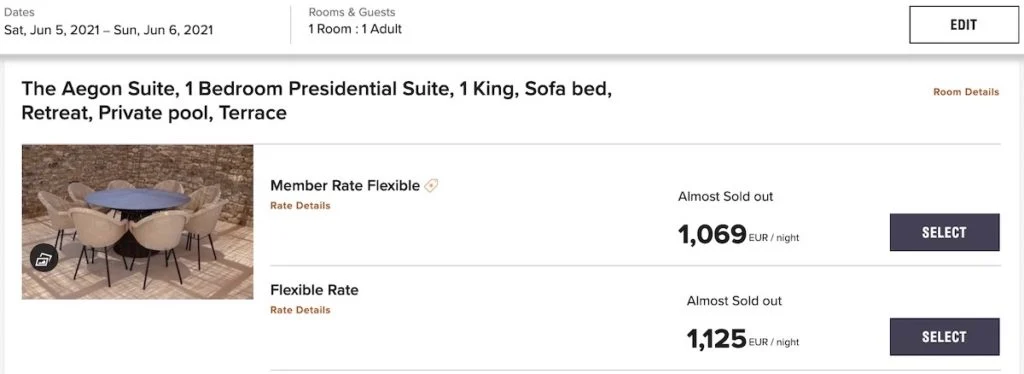 Dates
Sat, Jun 5, 2021 – Sun, Jun 6, 2021
Rooms & Guests
1 Room : 1 Adult
EDIT
The Aegon Suite, 1 Bedroom Presidential Suite, 1 King, Sofa bed,
Retreat, Private pool, Terrace
Room Details
Member Rate Flexible
Rate Details
Almost Sold out
1,069 EUR / night
SELECT
Flexible Rate
Rate Details
Almost Sold out
1,125 EUR / night
SELECT